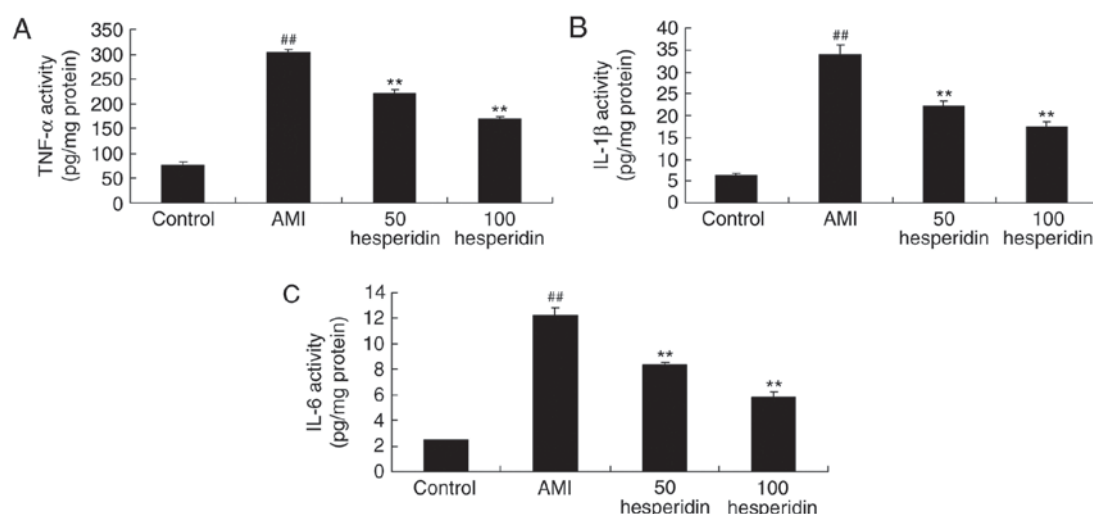 A
TNF-α activity
(pg/mg protein)
350
300
250
200
150
100
50
0
##
**
**
Control AMI 50 100
hesperidin hesperidin
B
IL-1β activity
(pg/mg protein)
40
35
30
25
20
15
10
5
0
##
**
**
Control AMI 50 100
hesperidin hesperidin
C
IL-6 activity
(pg/mg protein)
14
12
10
8
6
4
2
0
##
**
**
Control AMI 50 100
hesperidin hesperidin